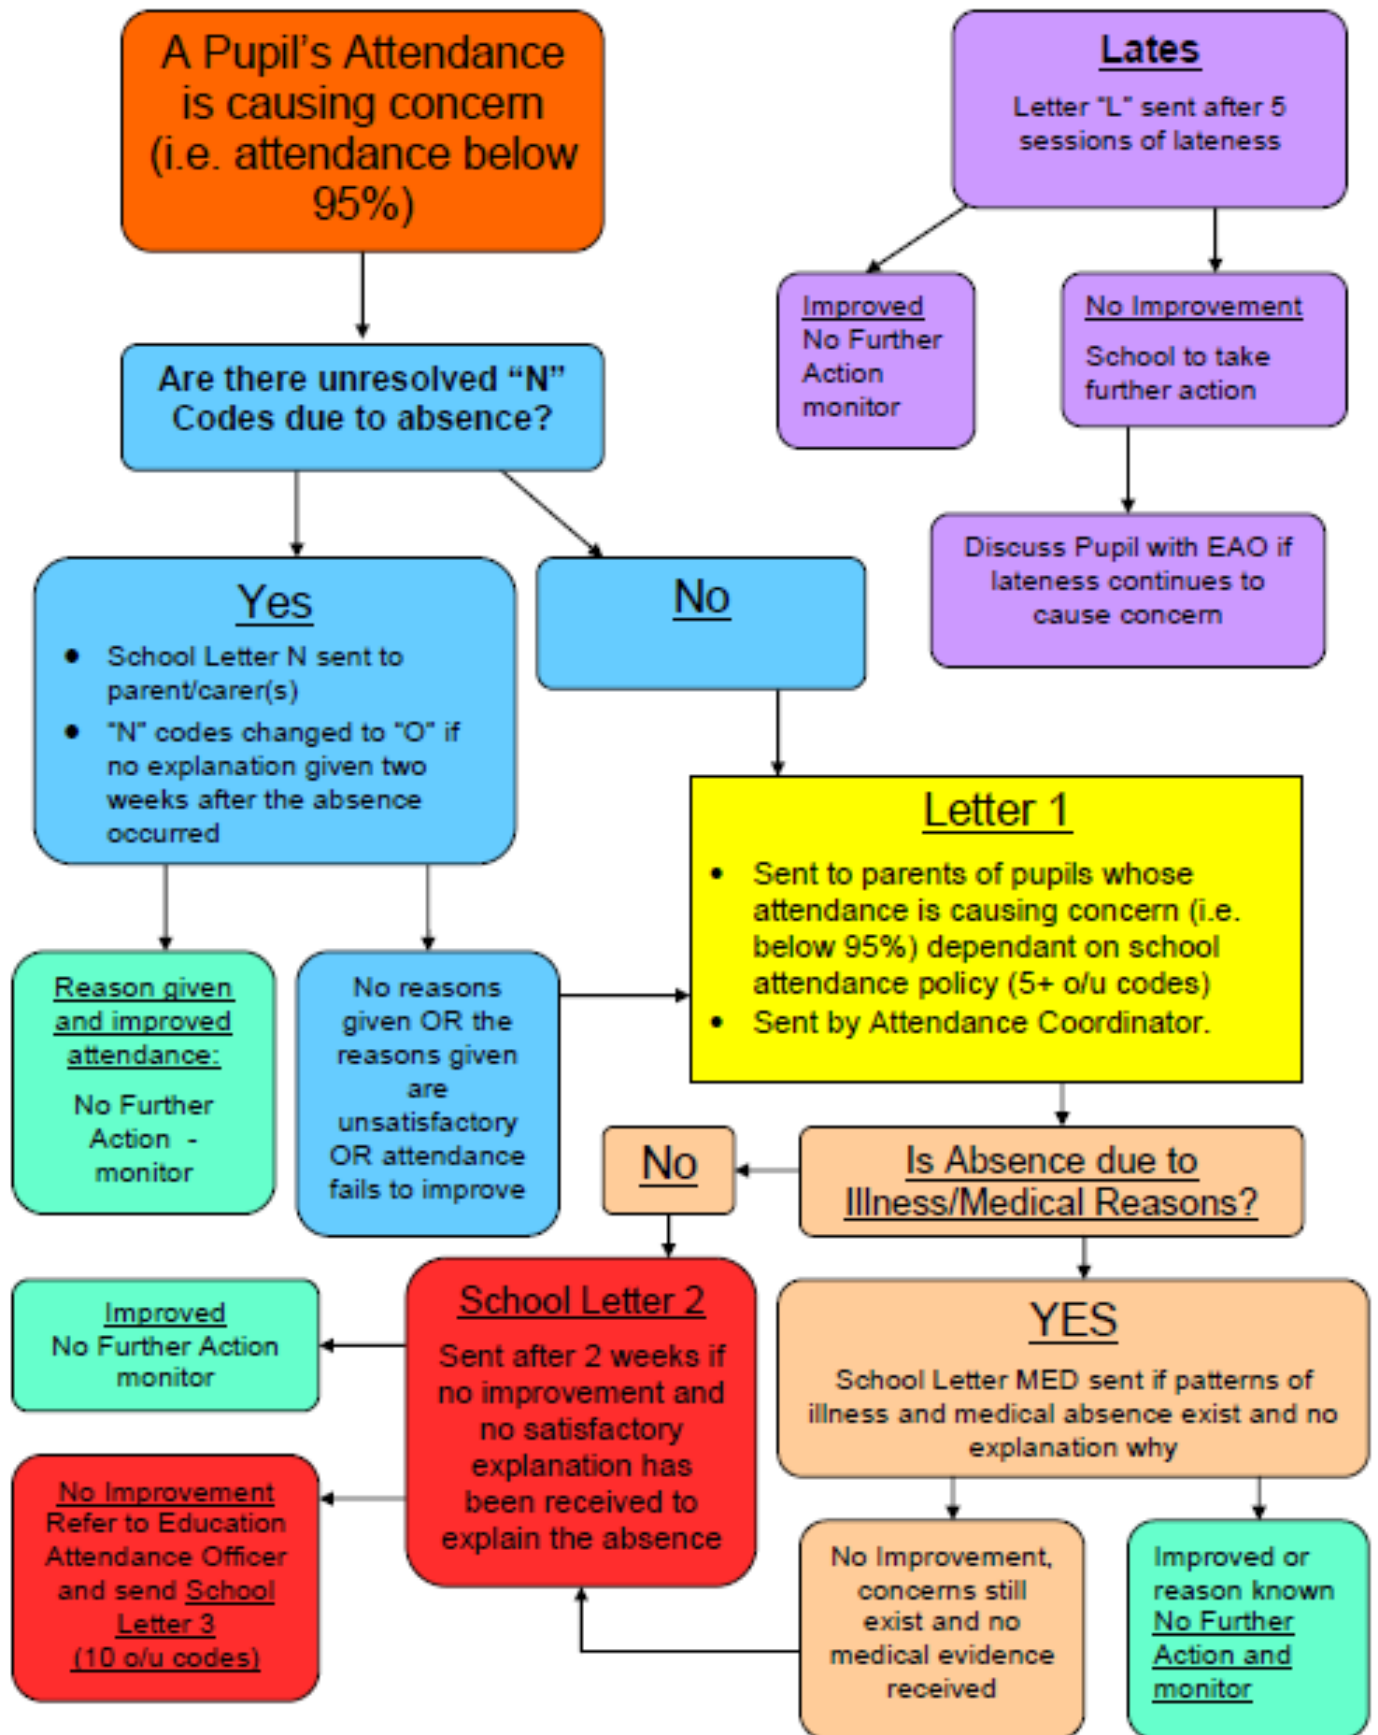 A Pupil's Attendance
is causing concern
(i.e. attendance below
95%)
Lates
Letter "L" sent after 5
sessions of lateness
Improved
No Further
Action
monitor
No Improvement
School to take
further action
Discuss Pupil with EAO if
lateness continues to
cause concern
Are there unresolved “N”
Codes due to absence?
Yes
● School Letter N sent to
parent/carer(s)
● "N" codes changed to "O" if
no explanation given two
weeks after the absence
occurred
No
Letter 1
• Sent to parents of pupils whose
attendance is causing concern (i.e.
below 95%) dependant on school
attendance policy (5+ o/u codes)
• Sent by Attendance Coordinator.
Reason given
and improved
attendance:
No Further
Action -
monitor
No reasons
given OR the
reasons given
are
unsatisfactory
OR attendance
fails to improve
Is Absence due to
Illness/Medical Reasons?
No
School Letter 2
Sent after 2 weeks if
no improvement and
no satisfactory
explanation has
been received to
explain the absence
YES
School Letter MED sent if patterns of
illness and medical absence exist and no
explanation why
Improved
No Further Action
monitor
No Improvement
Refer to Education
Attendance Officer
and send School
Letter 3
(10 o/u codes)
No Improvement,
concerns still
exist and no
medical evidence
received
Improved or
reason known
No Further
Action and
monitor